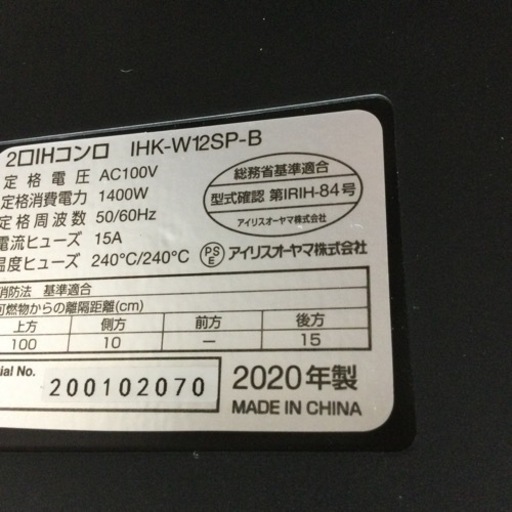 2口IHコンロ IHK-W12SP-B
定格電圧 AC100V
定格消費電力 1400W
定格周波数 50/60Hz
電流ヒューズ 15A
温度ヒューズ 240°C/240°C
総務省基準適合
型式確認 第IRIH-84号
アイリスオーヤマ株式会社
PSE アイリスオーヤマ株式会社
消防法 基準適合
可燃物からの離隔距離(cm)
上方 側方 前方 後方
100 10 ー 15
Serial No. 200102070 2020年製
MADE IN CHINA